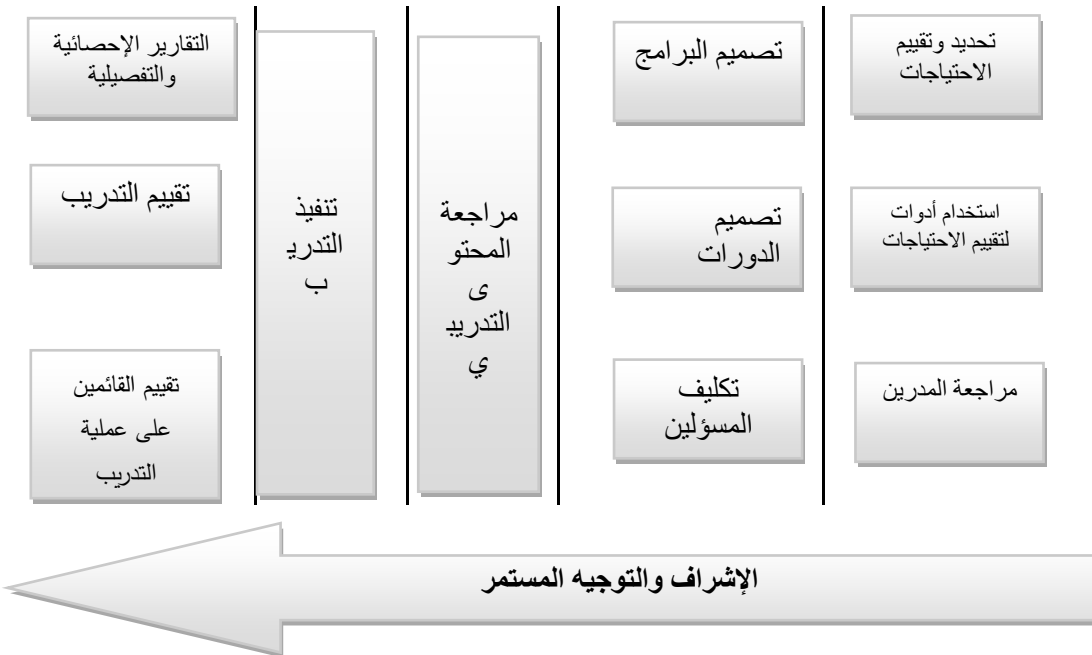 تحديد وتقييم
الاحتياجات
استخدام أدوات
لتقييم الاحتياجات
مراجعة المدربين
تصميم البرامج
تصميم
الدورات
تكليف
المسؤلين
مراجعة
المحتو
ى
التدريب
ي
تنفيذ
التدري
ب
التقارير الإحصائية
والتفصيلية
تقييم التدريب
تقييم القائمين
على عملية
التدريب
الإشراف والتوجيه المستمر